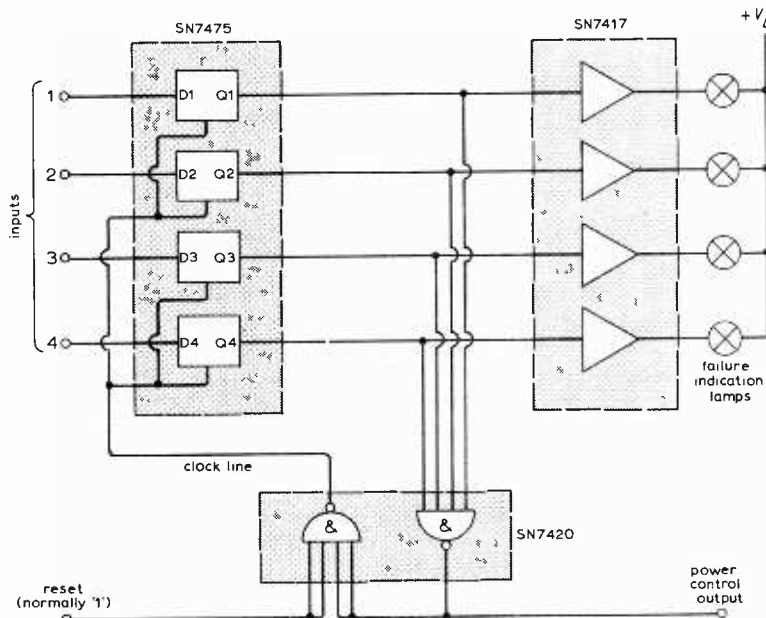 SN7475
SN7417
+V
1
D1 Q1
2
D2 Q2
inputs
3
D3 Q3
4
D4 Q4
failure
indication
lamps
clock line
&
&
SN7420
reset
(normally '1')
power
control
output